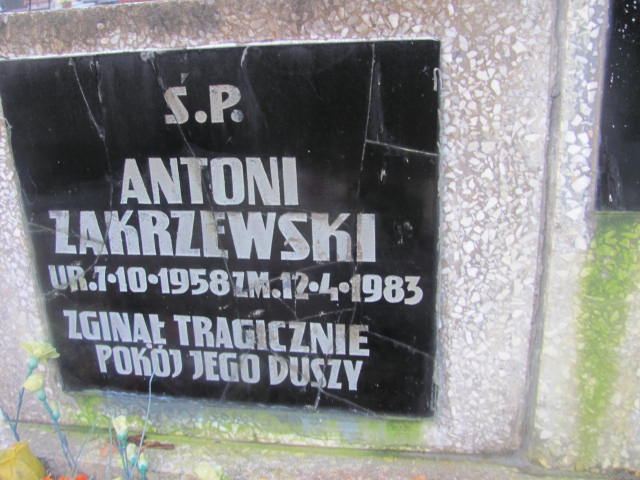 Ś.P.
ANTONI
ZAKRZEWSKI
UR.7•10•1958 ZM.12•4•1983
ZGINĄŁ TRAGICZNIE
POKÓJ JEGO DUSZY